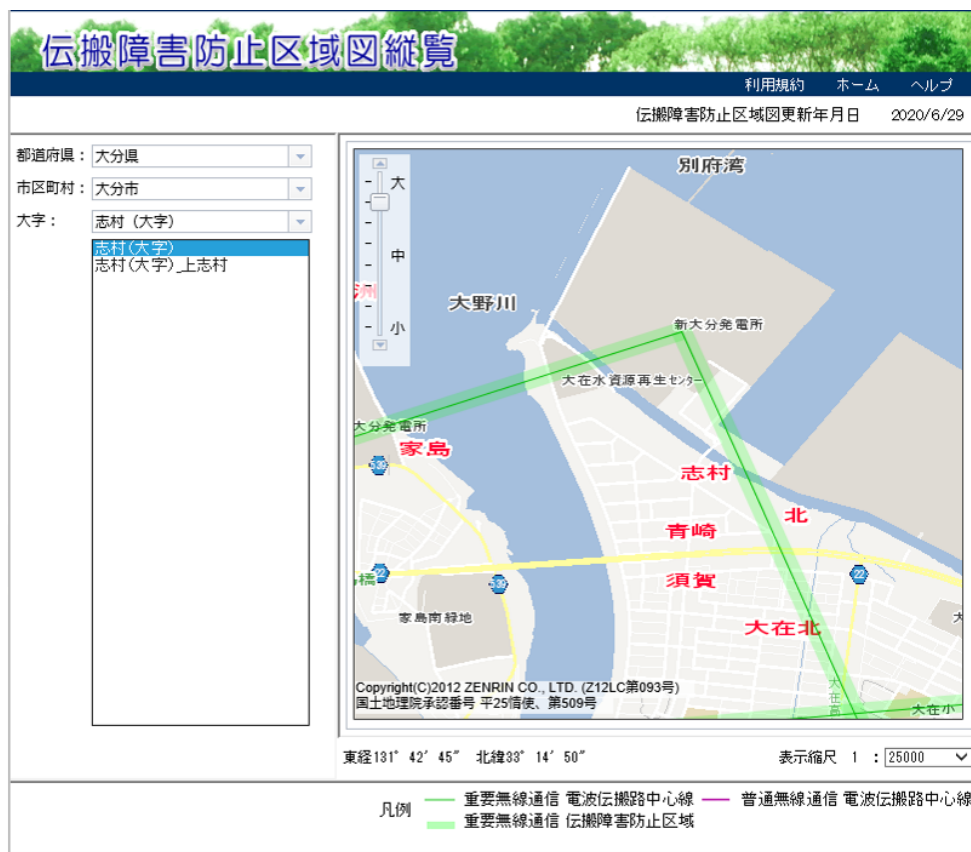 伝搬障害防止区域図縦覧
利用規約 ホーム ヘルプ
伝搬障害防止区域図更新年月日 2020/6/29
都道府県： 大分県
市区町村： 大分市
大字： 志村（大字）
志村(大字)
志村(大字)_上志村
大
中
小
別府湾
洲
大野川
新大分発電所
大在水資源再生センター
大分発電所
家島
志村
北
青崎
22
22
橋
須賀
家島南緑地
大在北
大
大在高
大在小
Copyright(C)2012 ZENRIN CO., LTD. (Z12LC第093号)
国土地理院承認番号 平25情使、第509号
東経131° 42′ 45″ 北緯33° 14′ 50″
表示縮尺 1 ：25000
凡例
重要無線通信 電波伝搬路中心線
普通無線通信 電波伝搬路中心線
重要無線通信 伝搬障害防止区域